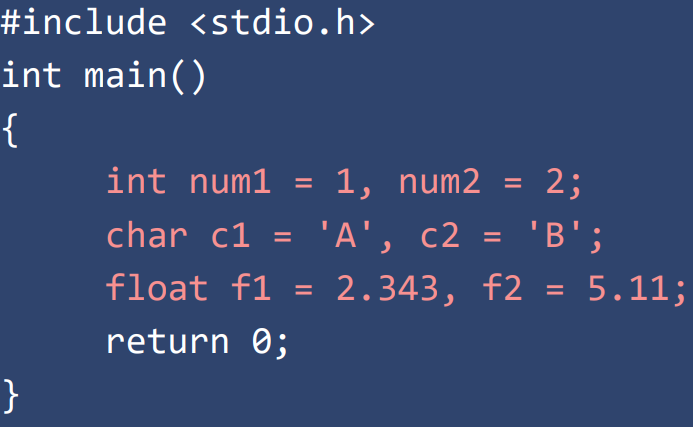 #include <stdio.h>
int main()
{
int num1 = 1, num2 = 2;
char c1 = 'A', c2 = 'B';
float f1 = 2.343, f2 = 5.11;
return 0;
}